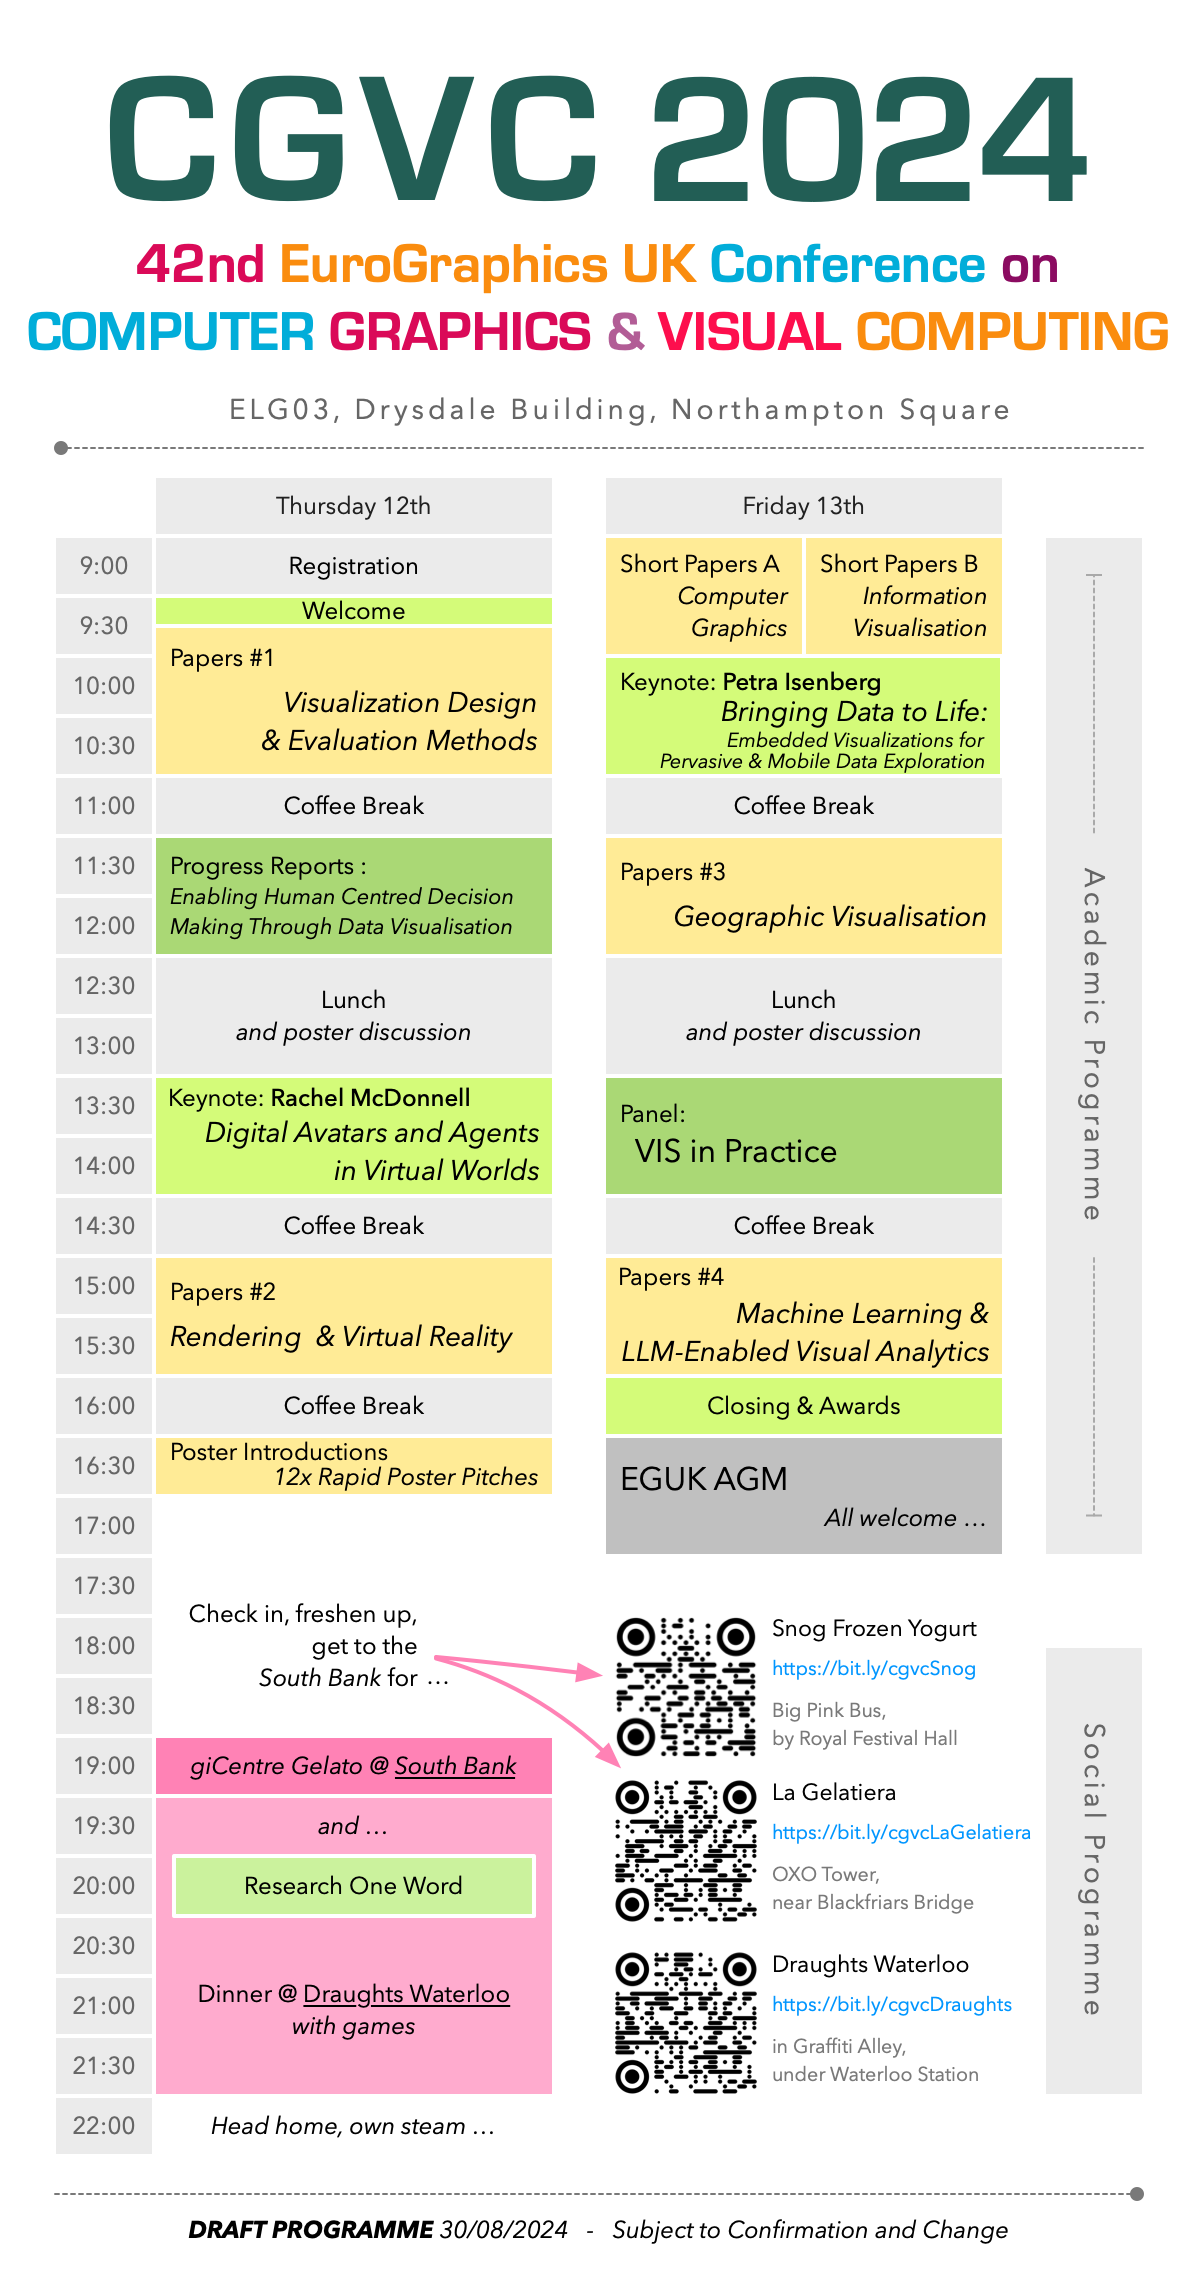 CGVC 2024
42nd EuroGraphics UK Conference on
COMPUTER GRAPHICS & VISUAL COMPUTING
ELG03, Drysdale Building, Northampton Square
Thursday 12th
9:00
Registration
9:30
Welcome
Papers #1
Visualization Design
& Evaluation Methods
10:00
10:30
11:00
Coffee Break
11:30
Progress Reports :
Enabling Human Centred Decision
Making Through Data Visualisation
12:00
12:30
Lunch
and poster discussion
13:00
13:30
Keynote: Rachel McDonnell
Digital Avatars and Agents
in Virtual Worlds
14:00
14:30
Coffee Break
15:00
Papers #2
Rendering & Virtual Reality
15:30
16:00
Coffee Break
16:30
Poster Introductions
12x Rapid Poster Pitches
17:00
17:30
Check in, freshen up,
get to the
South Bank for …
18:00
18:30
19:00
giCentre Gelato @ South Bank
19:30
and …
20:00
Research One Word
20:30
21:00
Dinner @ Draughts Waterloo
with games
21:30
22:00
Head home, own steam …
Friday 13th
Short Papers A
Computer
Graphics
Short Papers B
Information
Visualisation
Keynote: Petra Isenberg
Bringing Data to Life:
Embedded Visualizations for
Pervasive & Mobile Data Exploration
Coffee Break
Papers #3
Geographic Visualisation
Lunch
and poster discussion
Panel:
VIS in Practice
Coffee Break
Papers #4
Machine Learning &
LLM-Enabled Visual Analytics
Closing & Awards
EGUK AGM
All welcome …
Academic Programme
Snog Frozen Yogurt
https://bit.ly/cgvcSnog
Big Pink Bus,
by Royal Festival Hall
La Gelatiera
https://bit.ly/cgvcLaGelatiera
OXO Tower,
near Blackfriars Bridge
Draughts Waterloo
https://bit.ly/cgvcDraughts
in Graffiti Alley,
under Waterloo Station
Social Programme
DRAFT PROGRAMME 30/08/2024 - Subject to Confirmation and Change